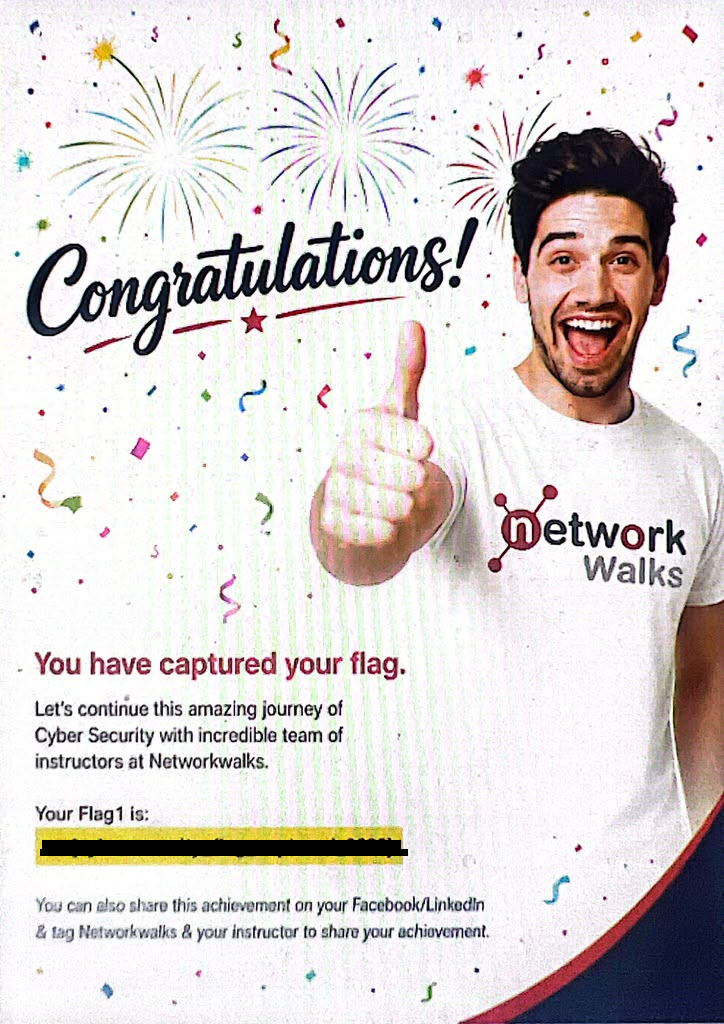 Congratulations!
network
Walks
You have captured your flag.
Let's continue this amazing journey of
Cyber Security with incredible team of
instructors at Networkwalks.
Your Flag1 is:
You can also share this achievement on your Facebook/LinkedIn
& tag Networkwalks & your instructor to share your achievement.